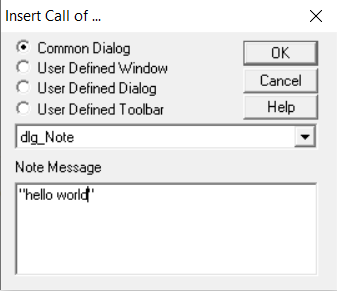 Insert Call of ...
Common Dialog
User Defined Window
User Defined Dialog
User Defined Toolbar
OK
Cancel
Help
dlg_Note
Note Message
"hello world"